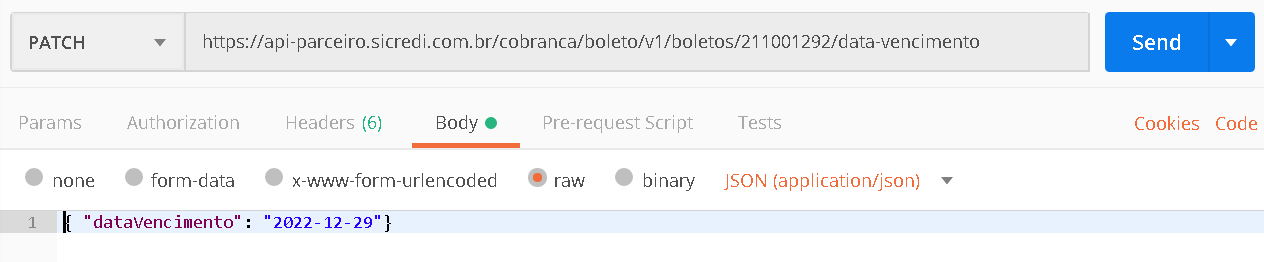 PATCH https://api-parceiro.sicredi.com.br/cobranca/boleto/v1/boletos/211001292/data-vencimento Send
Params Authorization Headers (6) Body Pre-request Script Tests Cookies Code
none form-data x-www-form-urlencoded raw binary JSON (application/json)
1 { "dataVencimento": "2022-12-29"}